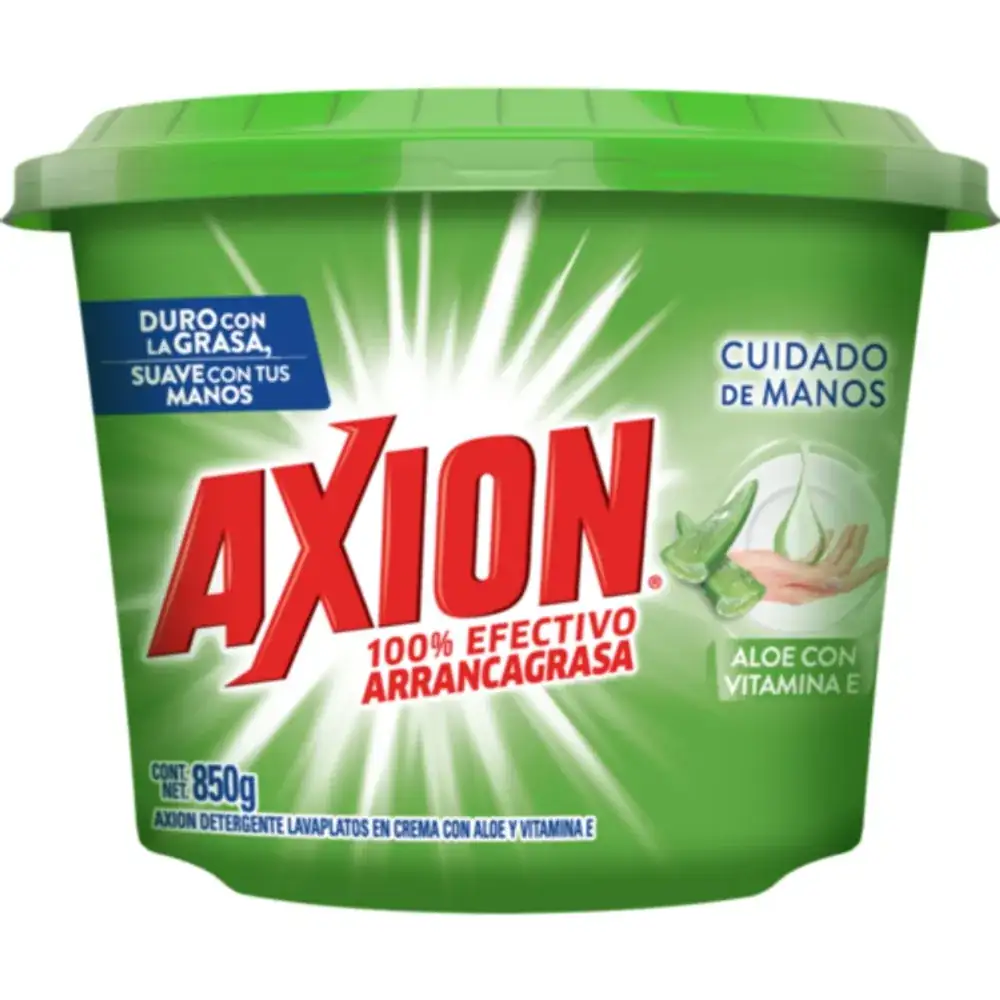 DURO CON
LA GRASA,
SUAVE CON TUS
MANOS
CUIDADO
DE MANOS
AXION®
100% EFECTIVO
ARRANCAGRASA
ALOE CON
VITAMINA E
CONT.
NET. 850g
AXION DETERGENTE LAVAPLATOS EN CREMA CON ALOE Y VITAMINA E